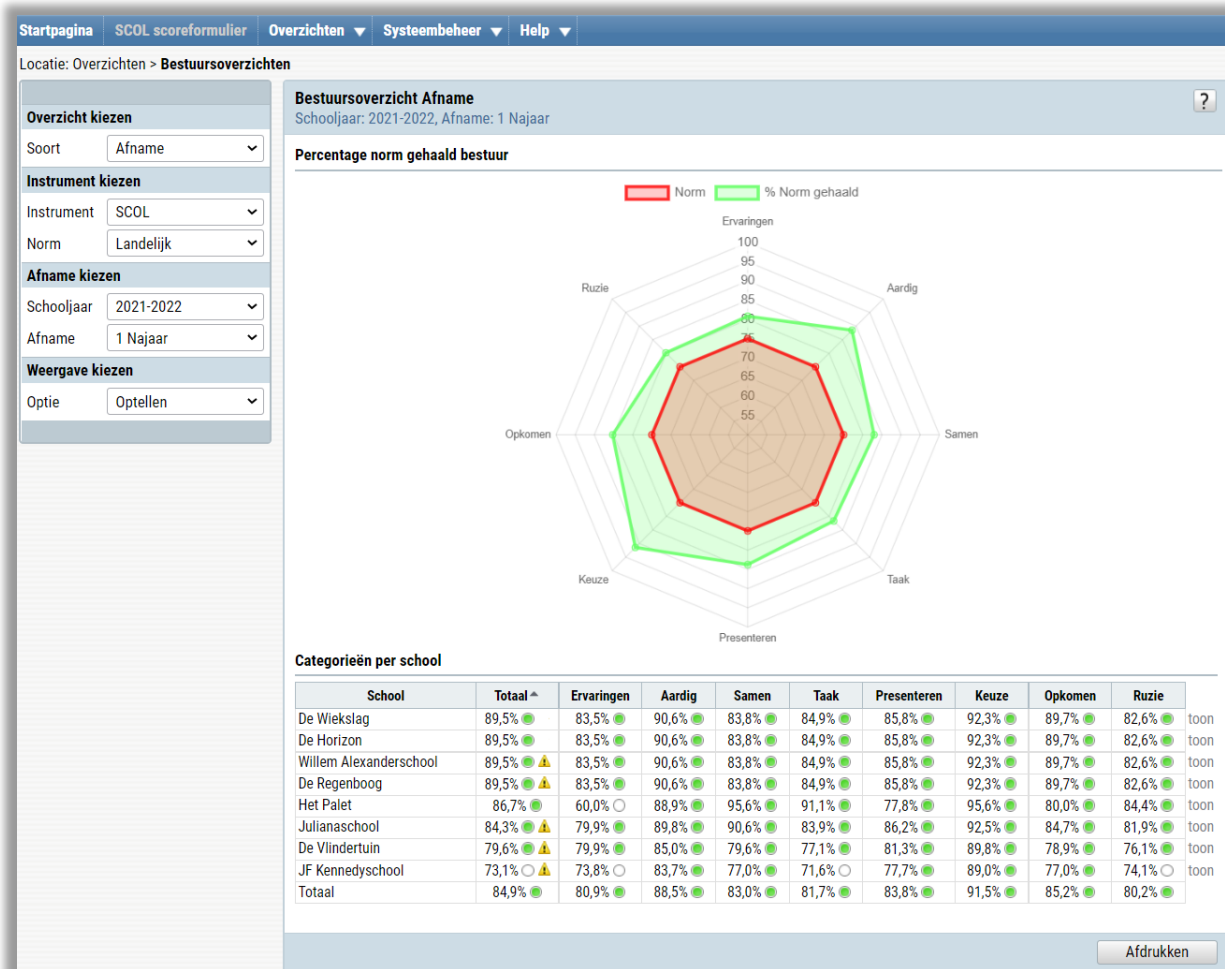 Startpagina SCOL scoreformulier Overzichten Systeembeheer Help
Locatie: Overzichten > Bestuursoverzichten
Overzicht kiezen
Soort Afname
Instrument kiezen
Instrument SCOL
Norm Landelijk
Afname kiezen
Schooljaar 2021-2022
Afname 1 Najaar
Weergave kiezen
Optie Optellen
Bestuursoverzicht Afname
?
Schooljaar: 2021-2022, Afname: 1 Najaar
Percentage norm gehaald bestuur
Norm % Norm gehaald
Ervaringen
100
95
90
Ruzie Aardig
85
80
75
70
65
60
55
Opkomen Samen
Keuze Taak
Presenteren
Categorieën per school
School Totaal Ervaringen Aardig Samen Taak Presenteren Keuze Opkomen Ruzie
De Wiekslag 89,5% 83,5% 90,6% 83,8% 84,9% 85,8% 92,3% 89,7% 82,6% toon
De Horizon 89,5% 83,5% 90,6% 83,8% 84,9% 85,8% 92,3% 89,7% 82,6% toon
Willem Alexanderschool 89,5% 83,5% 90,6% 83,8% 84,9% 85,8% 92,3% 89,7% 82,6% toon
De Regenboog 89,5% 83,5% 90,6% 83,8% 84,9% 85,8% 92,3% 89,7% 82,6% toon
Het Palet 86,7% 60,0% 88,9% 95,6% 91,1% 77,8% 95,6% 80,0% 84,4% toon
Julianaschool 84,3% 79,9% 89,8% 90,6% 83,9% 86,2% 92,5% 84,7% 81,9% toon
De Vlindertuin 79,6% 79,9% 85,0% 79,6% 77,1% 81,3% 89,8% 78,9% 76,1% toon
JF Kennedyschool 73,1% 73,8% 83,7% 77,0% 71,6% 77,7% 89,0% 77,0% 74,1% toon
Totaal 84,9% 80,9% 88,5% 83,0% 81,7% 83,8% 91,5% 85,2% 80,2%
Afdrukken